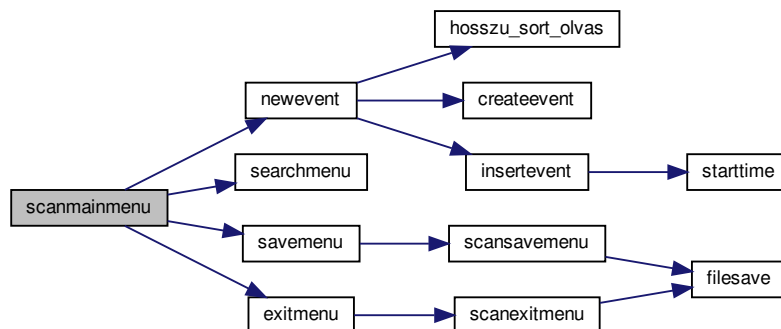 hosszu_sort_olvas
newevent
createevent
searchmenu
insertevent
starttime
scanmainmenu
savemenu
scansavemenu
filesave
exitmenu
scanexitmenu